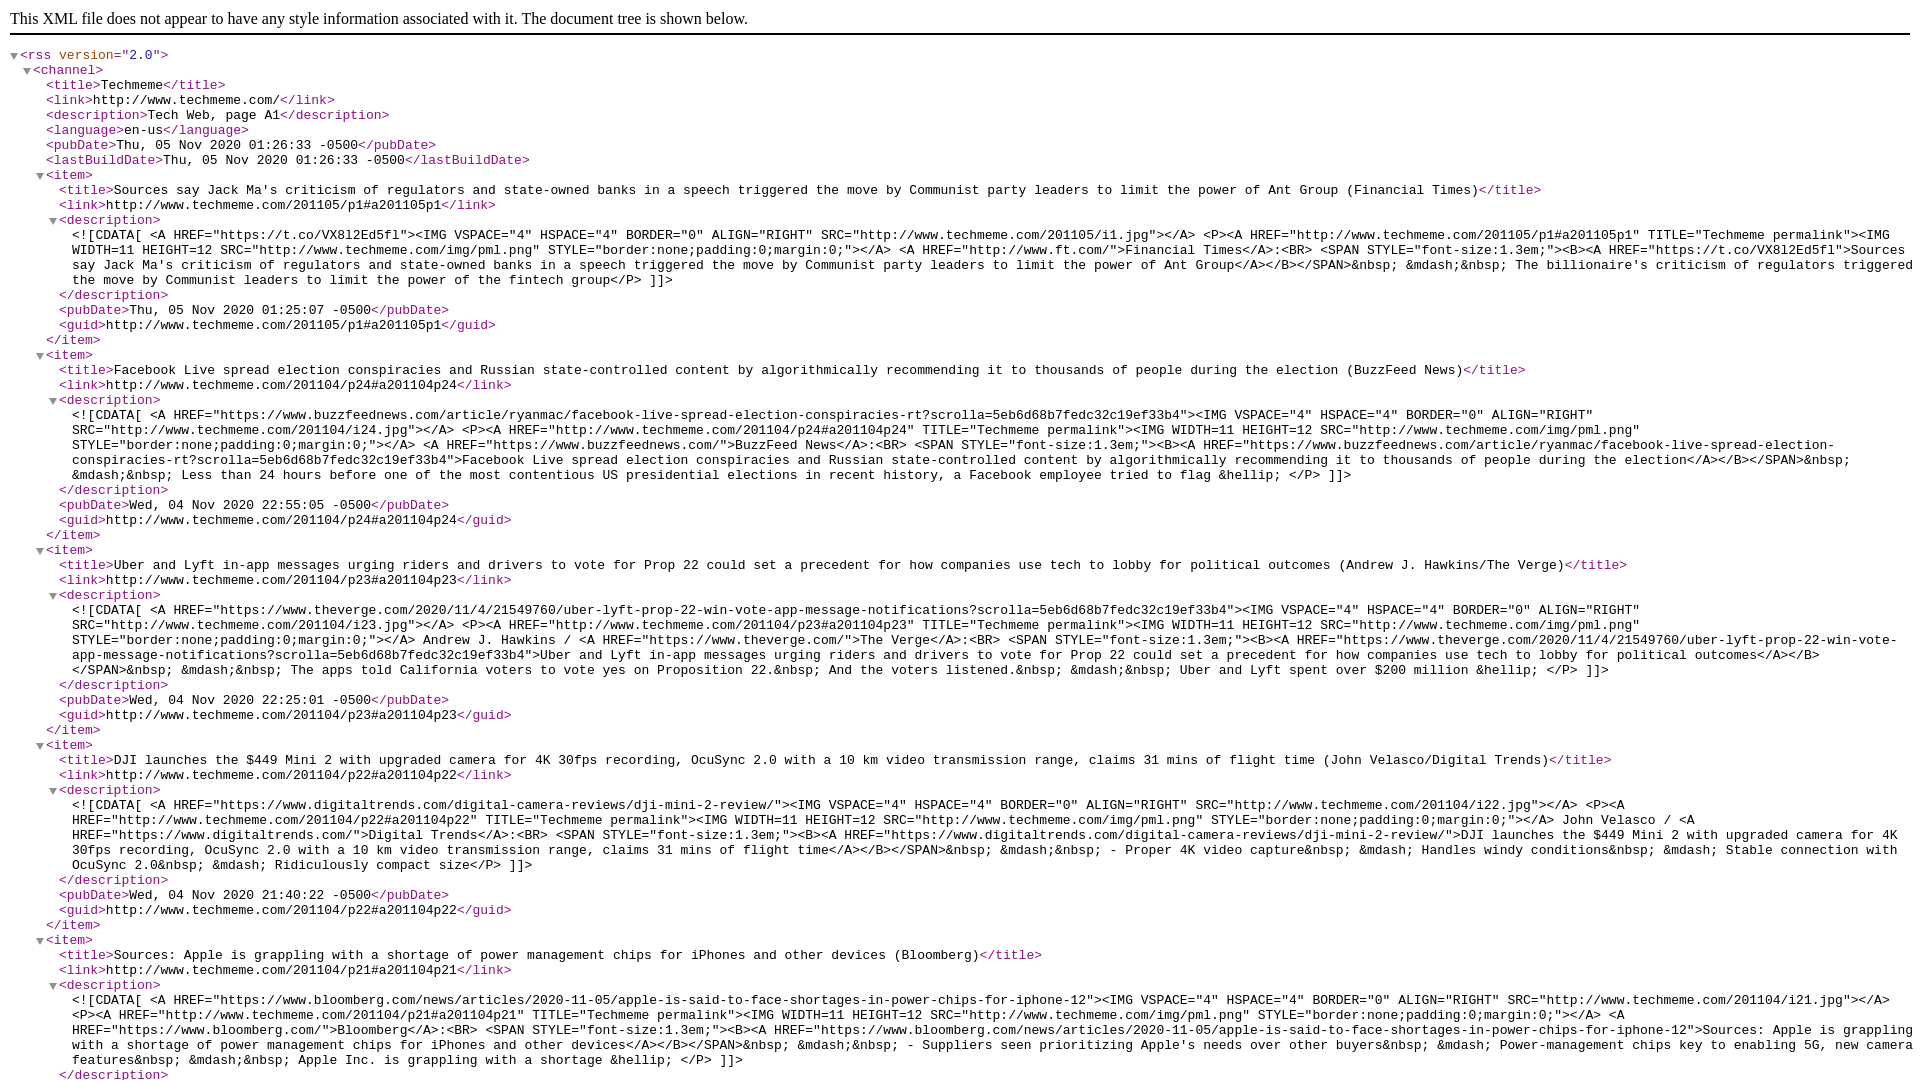 This XML file does not appear to have any style information associated with it. The document tree is shown below.
<rss version="2.0">
<channel>
<title>Techmeme</title>
<link>http://www.techmeme.com/</link>
<description>Tech Web, page A1</description>
<language>en-us</language>
<pubDate>Thu, 05 Nov 2020 01:26:33 -0500</pubDate>
<lastBuildDate>Thu, 05 Nov 2020 01:26:33 -0500</lastBuildDate>
<item>
<title>Sources say Jack Ma's criticism of regulators and state-owned banks in a speech triggered the move by Communist party leaders to limit the power of Ant Group (Financial Times)</title>
<link>http://www.techmeme.com/201105/p1#a201105p1</link>
<description>
<![CDATA[ <A HREF="https://t.co/VX8l2Ed5fl"><IMG VSPACE="4" HSPACE="4" BORDER="0" ALIGN="RIGHT" SRC="http://www.techmeme.com/201105/i1.jpg"></A> <P><A HREF="http://www.techmeme.com/201105/p1#a201105p1" TITLE="Techmeme permalink"><IMG
WIDTH=11 HEIGHT=12 SRC="http://www.techmeme.com/img/pml.png" STYLE="border:none;padding:0;margin:0;"></A> <A HREF="http://www.ft.com/">Financial Times</A>:<BR> <SPAN STYLE="font-size:1.3em;"><B><A HREF="https://t.co/VX8l2Ed5fl">Sources
say Jack Ma's criticism of regulators and state-owned banks in a speech triggered the move by Communist party leaders to limit the power of Ant Group</A></B></SPAN>&nbsp; &mdash;&nbsp; The billionaire's criticism of regulators triggered
the move by Communist leaders to limit the power of the fintech group</P> ]]>
</description>
<pubDate>Thu, 05 Nov 2020 01:25:07 -0500</pubDate>
<guid>http://www.techmeme.com/201105/p1#a201105p1</guid>
</item>
<item>
<title>Facebook Live spread election conspiracies and Russian state-controlled content by algorithmically recommending it to thousands of people during the election (BuzzFeed News)</title>
<link>http://www.techmeme.com/201104/p24#a201104p24</link>
<description>
<![CDATA[ <A HREF="https://www.buzzfeednews.com/article/ryanmac/facebook-live-spread-election-conspiracies-rt?scrolla=5eb6d68b7fedc32c19ef33b4"><IMG VSPACE="4" HSPACE="4" BORDER="0" ALIGN="RIGHT"
SRC="http://www.techmeme.com/201104/i24.jpg"></A> <P><A HREF="http://www.techmeme.com/201104/p24#a201104p24" TITLE="Techmeme permalink"><IMG WIDTH=11 HEIGHT=12 SRC="http://www.techmeme.com/img/pml.png"
STYLE="border:none;padding:0;margin:0;"></A> <A HREF="https://www.buzzfeednews.com/">BuzzFeed News</A>:<BR> <SPAN STYLE="font-size:1.3em;"><B><A HREF="https://www.buzzfeednews.com/article/ryanmac/facebook-live-spread-election-
conspiracies-rt?scrolla=5eb6d68b7fedc32c19ef33b4">Facebook Live spread election conspiracies and Russian state-controlled content by algorithmically recommending it to thousands of people during the election</A></B></SPAN>&nbsp;
&mdash;&nbsp; Less than 24 hours before one of the most contentious US presidential elections in recent history, a Facebook employee tried to flag &hellip; </P> ]]>
</description>
<pubDate>Wed, 04 Nov 2020 22:55:05 -0500</pubDate>
<guid>http://www.techmeme.com/201104/p24#a201104p24</guid>
</item>
<item>
<title>Uber and Lyft in-app messages urging riders and drivers to vote for Prop 22 could set a precedent for how companies use tech to lobby for political outcomes (Andrew J. Hawkins/The Verge)</title>
<link>http://www.techmeme.com/201104/p23#a201104p23</link>
<description>
<![CDATA[ <A HREF="https://www.theverge.com/2020/11/4/21549760/uber-lyft-prop-22-win-vote-app-message-notifications?scrolla=5eb6d68b7fedc32c19ef33b4"><IMG VSPACE="4" HSPACE="4" BORDER="0" ALIGN="RIGHT"
SRC="http://www.techmeme.com/201104/i23.jpg"></A> <P><A HREF="http://www.techmeme.com/201104/p23#a201104p23" TITLE="Techmeme permalink"><IMG WIDTH=11 HEIGHT=12 SRC="http://www.techmeme.com/img/pml.png"
STYLE="border:none;padding:0;margin:0;"></A> Andrew J. Hawkins / <A HREF="https://www.theverge.com/">The Verge</A>:<BR> <SPAN STYLE="font-size:1.3em;"><B><A HREF="https://www.theverge.com/2020/11/4/21549760/uber-lyft-prop-22-win-vote-
app-message-notifications?scrolla=5eb6d68b7fedc32c19ef33b4">Uber and Lyft in-app messages urging riders and drivers to vote for Prop 22 could set a precedent for how companies use tech to lobby for political outcomes</A></B>
</SPAN>&nbsp; &mdash;&nbsp; The apps told California voters to vote yes on Proposition 22.&nbsp; And the voters listened.&nbsp; &mdash;&nbsp; Uber and Lyft spent over $200 million &hellip; </P> ]]>
</description>
<pubDate>Wed, 04 Nov 2020 22:25:01 -0500</pubDate>
<guid>http://www.techmeme.com/201104/p23#a201104p23</guid>
</item>
<item>
<title>DJI launches the $449 Mini 2 with upgraded camera for 4K 30fps recording, OcuSync 2.0 with a 10 km video transmission range, claims 31 mins of flight time (John Velasco/Digital Trends)</title>
<link>http://www.techmeme.com/201104/p22#a201104p22</link>
<description>
<![CDATA[ <A HREF="https://www.digitaltrends.com/digital-camera-reviews/dji-mini-2-review/"><IMG VSPACE="4" HSPACE="4" BORDER="0" ALIGN="RIGHT" SRC="http://www.techmeme.com/201104/i22.jpg"></A> <P><A
HREF="http://www.techmeme.com/201104/p22#a201104p22" TITLE="Techmeme permalink"><IMG WIDTH=11 HEIGHT=12 SRC="http://www.techmeme.com/img/pml.png" STYLE="border:none;padding:0;margin:0;"></A> John Velasco / <A
HREF="https://www.digitaltrends.com/">Digital Trends</A>:<BR> <SPAN STYLE="font-size:1.3em;"><B><A HREF="https://www.digitaltrends.com/digital-camera-reviews/dji-mini-2-review/">DJI launches the $449 Mini 2 with upgraded camera for 4K
30fps recording, OcuSync 2.0 with a 10 km video transmission range, claims 31 mins of flight time</A></B></SPAN>&nbsp; &mdash;&nbsp; - Proper 4K video capture&nbsp; &mdash; Handles windy conditions&nbsp; &mdash; Stable connection with
OcuSync 2.0&nbsp; &mdash; Ridiculously compact size</P> ]]>
</description>
<pubDate>Wed, 04 Nov 2020 21:40:22 -0500</pubDate>
<guid>http://www.techmeme.com/201104/p22#a201104p22</guid>
</item>
<item>
<title>Sources: Apple is grappling with a shortage of power management chips for iPhones and other devices (Bloomberg)</title>
<link>http://www.techmeme.com/201104/p21#a201104p21</link>
<description>
<![CDATA[ <A HREF="https://www.bloomberg.com/news/articles/2020-11-05/apple-is-said-to-face-shortages-in-power-chips-for-iphone-12"><IMG VSPACE="4" HSPACE="4" BORDER="0" ALIGN="RIGHT" SRC="http://www.techmeme.com/201104/i21.jpg"></A>
<P><A HREF="http://www.techmeme.com/201104/p21#a201104p21" TITLE="Techmeme permalink"><IMG WIDTH=11 HEIGHT=12 SRC="http://www.techmeme.com/img/pml.png" STYLE="border:none;padding:0;margin:0;"></A> <A
HREF="https://www.bloomberg.com/">Bloomberg</A>:<BR> <SPAN STYLE="font-size:1.3em;"><B><A HREF="https://www.bloomberg.com/news/articles/2020-11-05/apple-is-said-to-face-shortages-in-power-chips-for-iphone-12">Sources: Apple is grappling
with a shortage of power management chips for iPhones and other devices</A></B></SPAN>&nbsp; &mdash;&nbsp; - Suppliers seen prioritizing Apple's needs over other buyers&nbsp; &mdash; Power-management chips key to enabling 5G, new camera
features&nbsp; &mdash;&nbsp; Apple Inc. is grappling with a shortage &hellip; </P> ]]>
</description>